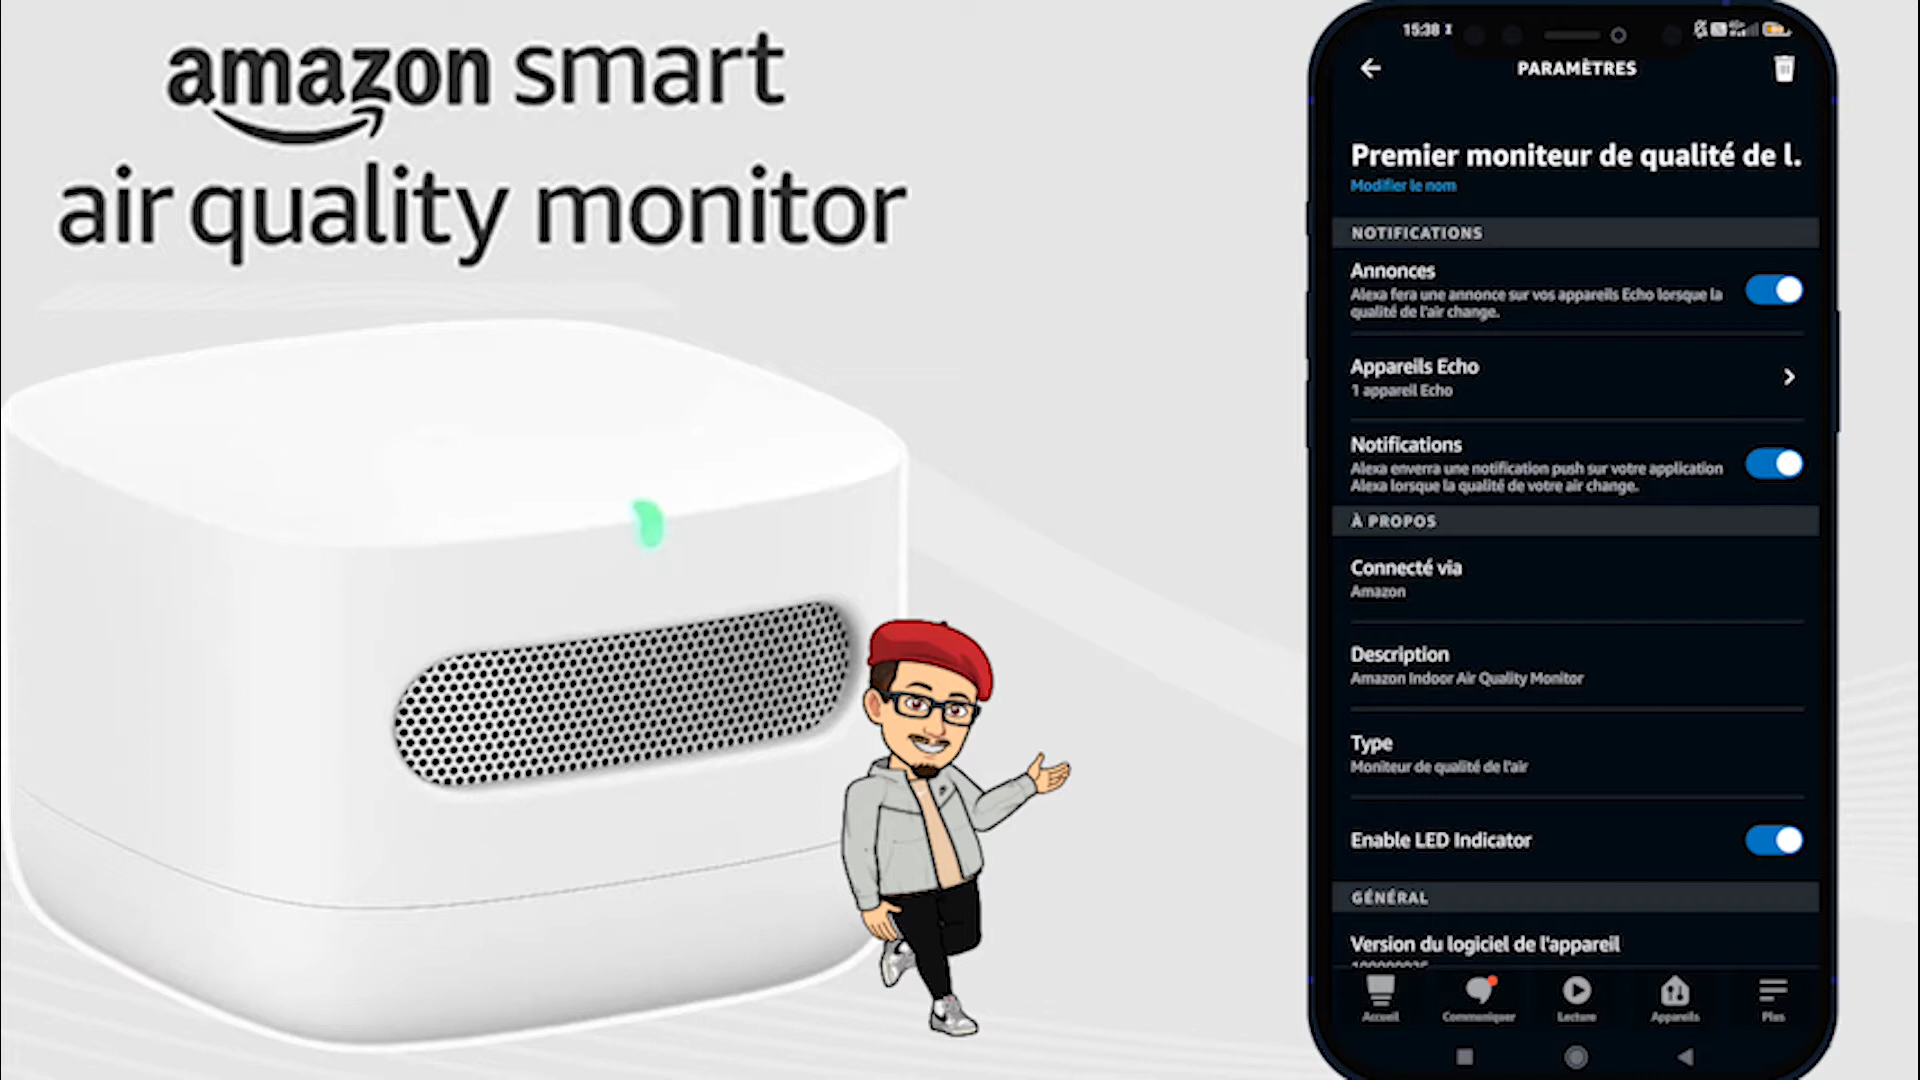 amazon smart
air quality monitor
15:38
PARAMÈTRES
Premier moniteur de qualité de l.
Modifier le nom
NOTIFICATIONS
Annonces
Alexa fera une annonce sur vos appareils Echo lorsque la
qualité de l'air change.
Appareils Echo
1 appareil Echo
Notifications
Alexa enverra une notification push sur votre application
Alexa lorsque la qualité de votre air change.
À PROPOS
Connecté via
Amazon
Description
Amazon Indoor Air Quality Monitor
Type
Moniteur de qualité de l'air
Enable LED Indicator
GÉNÉRAL
Version du logiciel de l'appareil
Accueil
Communiquer
Lecture
Appareils
Plus